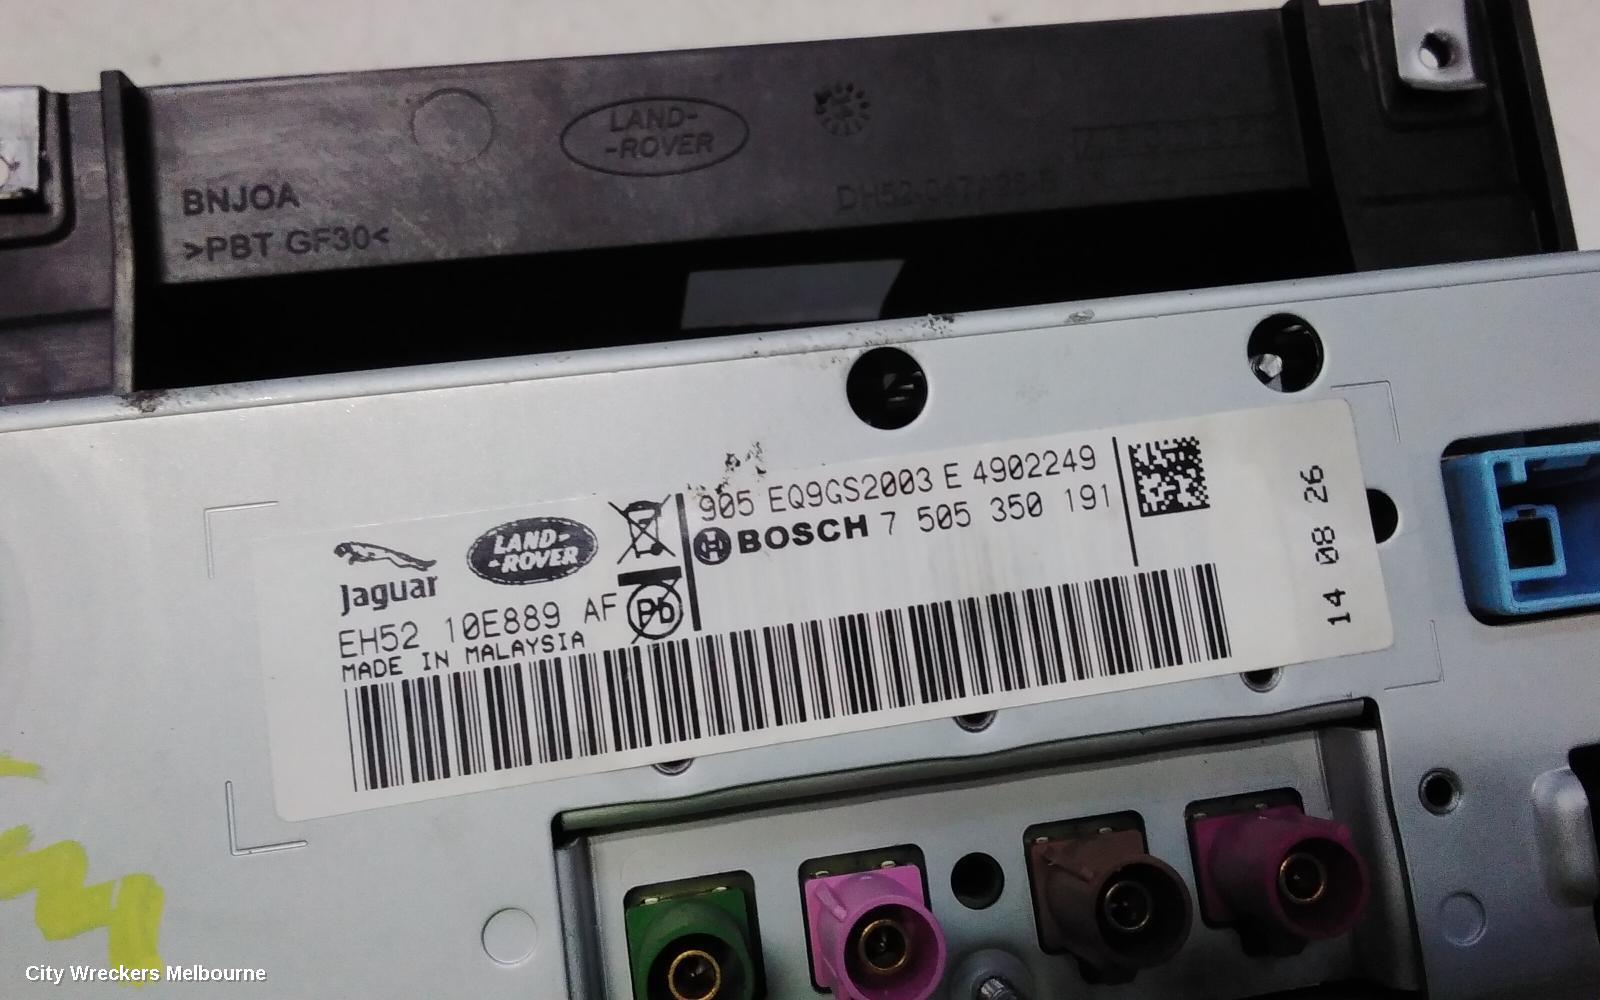 LAND-
-ROVER
BNJOA
>PBT GF30<
905 EQ9GS2003 E 4902249
BOSCH 7 505 350 191
Jaguar
LAND-
-ROVER
EH52 10E889 AF
Pb
MADE IN MALAYSIA
14 08 26
City Wreckers Melbourne